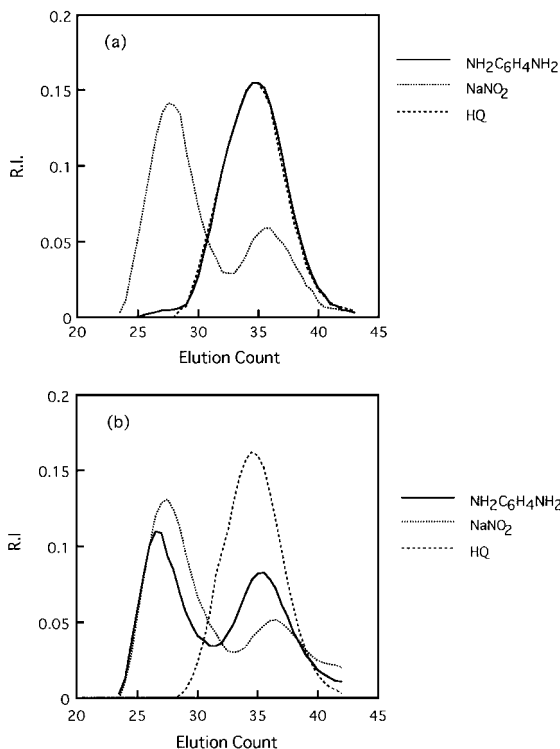 (a)
0.2
0.15
0.1
0.05
0
R.I.
20 25 30 35 40 45
Elution Count
NH2C6H4NH2
NaNO2
HQ
(b)
0.2
0.15
0.1
0.05
0
R.I
20 25 30 35 40 45
Elution Count
NH2C6H4NH2
NaNO2
HQ